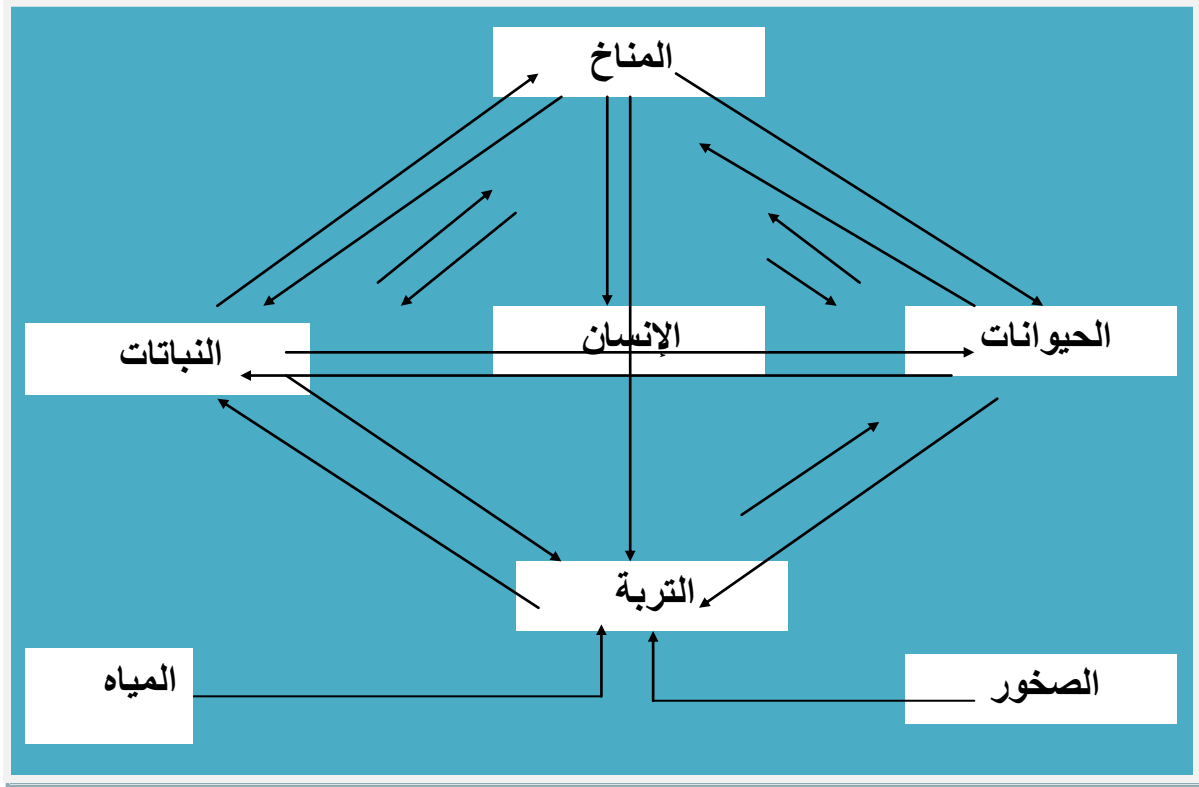 المناخ
الحيوانات
الإنسان
النباتات
التربة
الصخور
المياه